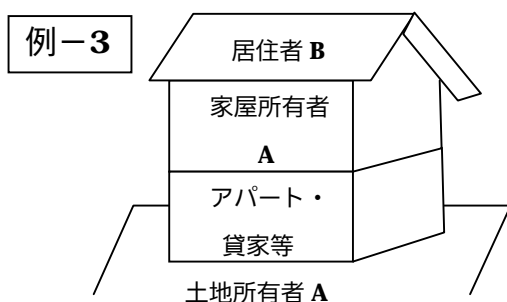 例－3
居住者 B
家屋所有者
A
アパート・
貸家等
土地所有者 A